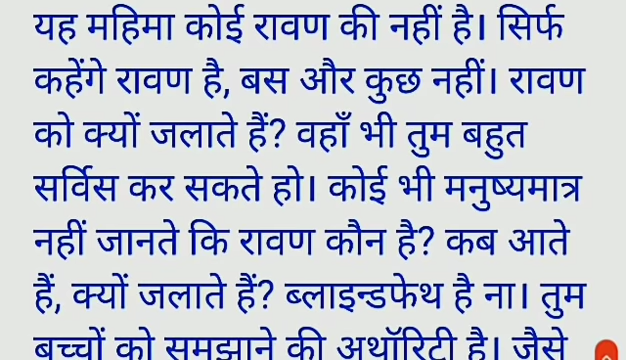 यह महिमा कोई रावण की नहीं है। सिर्फ
कहेंगे रावण है, बस और कुछ नहीं। रावण
को क्यों जलाते हैं? वहाँ भी तुम बहुत
सर्विस कर सकते हो। कोई भी मनुष्यमात्र
नहीं जानते कि रावण कौन है? कब आते
हैं, क्यों जलाते हैं? ब्लाइन्डफेथ है ना। तुम
बच्चों को समझाने की अथॉरिटी है। जैसे